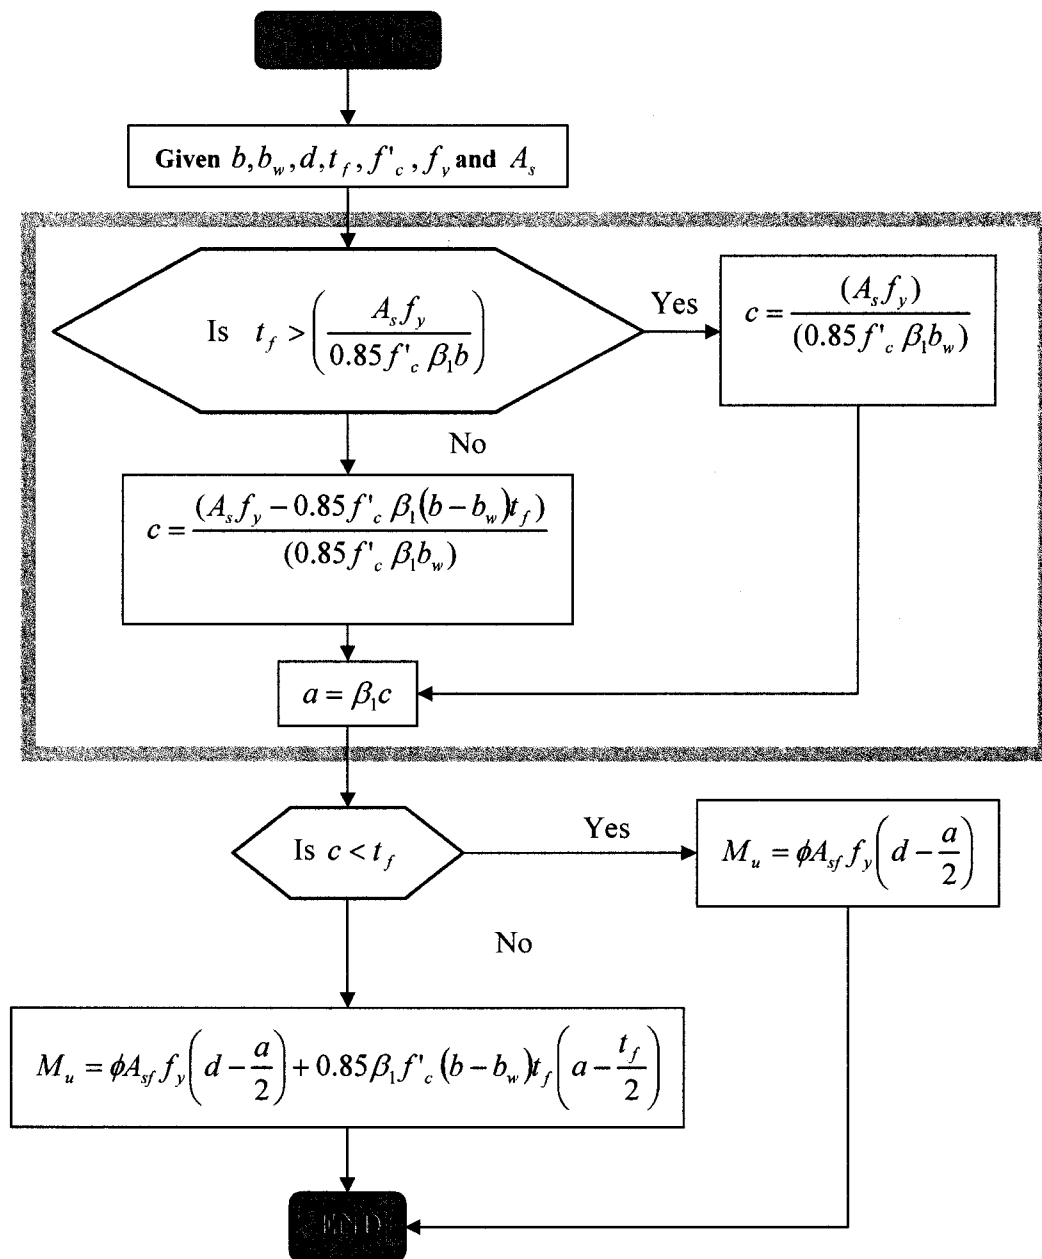 Given b, b_w, d, t_f, f'_c, f_y and A_s
Is t_f > ( A_s f_y / 0.85 f'_c β_1 b )
Yes
c = (A_s f_y) / (0.85 f'_c β_1 b_w)
No
c = (A_s f_y − 0.85 f'_c β_1 (b − b_w) t_f) / (0.85 f'_c β_1 b_w)
a = β_1 c
Is c < t_f
Yes
M_u = ϕ A_sf f_y ( d − a/2 )
No
M_u = ϕ A_sf f_y ( d − a/2 ) + 0.85 β_1 f'_c (b − b_w) t_f ( a − t_f/2 )
END